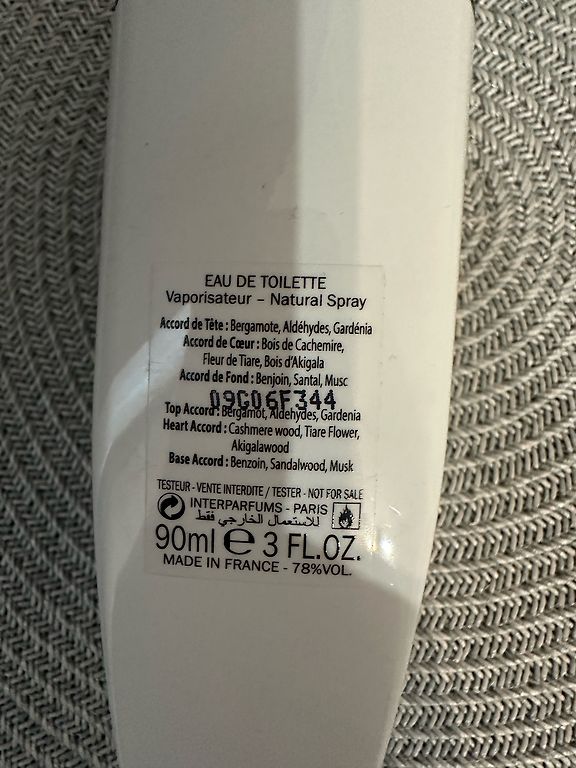 EAU DE TOILETTE
Vaporisateur – Natural Spray
Accord de Tête : Bergamote, Aldéhydes, Gardénia
Accord de Cœur : Bois de Cachemire,
Fleur de Tiare, Bois d'Akigala
Accord de Fond : Benjoin, Santal, Musc
09G06F344
Top Accord : Bergamot, Aldehydes, Gardenia
Heart Accord : Cashmere wood, Tiare Flower,
Akigalawood
Base Accord : Benzoin, Sandalwood, Musk
TESTEUR - VENTE INTERDITE / TESTER - NOT FOR SALE
INTERPARFUMS - PARIS
للاستعمال الخارجي فقط
90ml e 3 FL.OZ.
MADE IN FRANCE - 78%VOL.